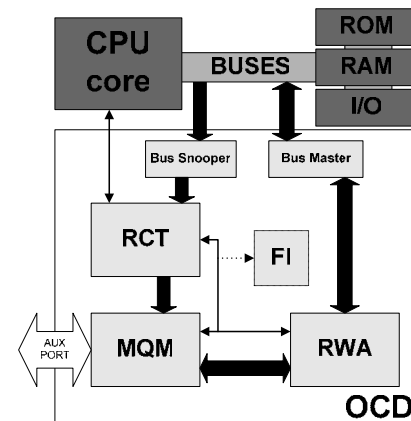 CPU
core
BUSES
ROM
RAM
I/O
Bus Snooper
Bus Master
RCT
FI
AUX
PORT
MQM
RWA
OCD